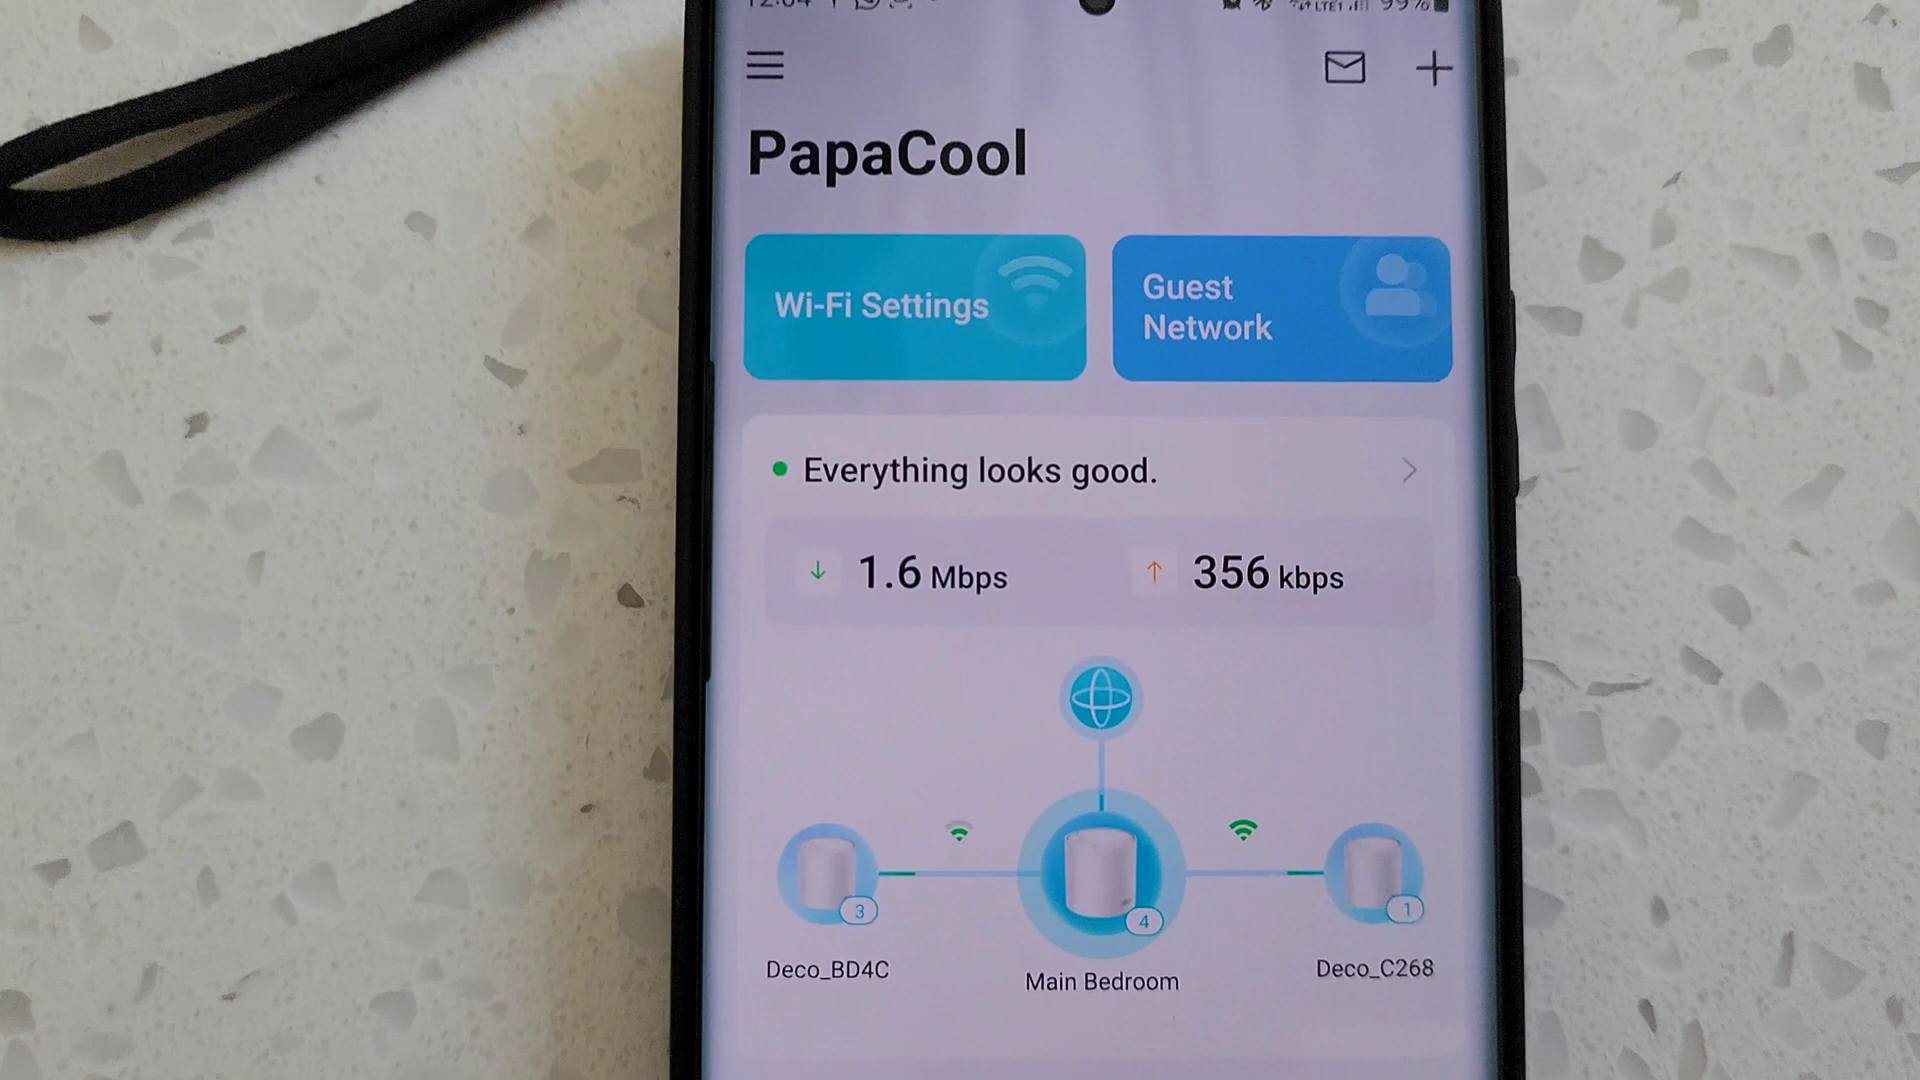 PapaCool
Wi-Fi Settings
Guest
Network
Everything looks good.
↓ 1.6 Mbps ↑ 356 kbps
3
4
1
Deco_BD4C
Main Bedroom
Deco_C268